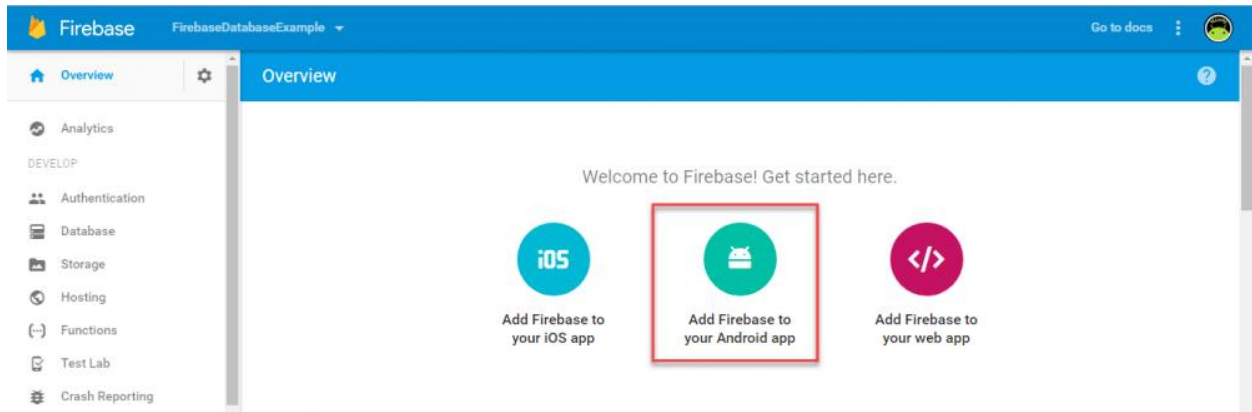 Firebase FirebaseDatabaseExample Go to docs
Overview Overview
Analytics
DEVELOP
Authentication
Database
Storage
Hosting
Functions
Test Lab
Crash Reporting
Welcome to Firebase! Get started here.
iOS </>
Add Firebase to
your iOS app
Add Firebase to
your Android app
Add Firebase to
your web app